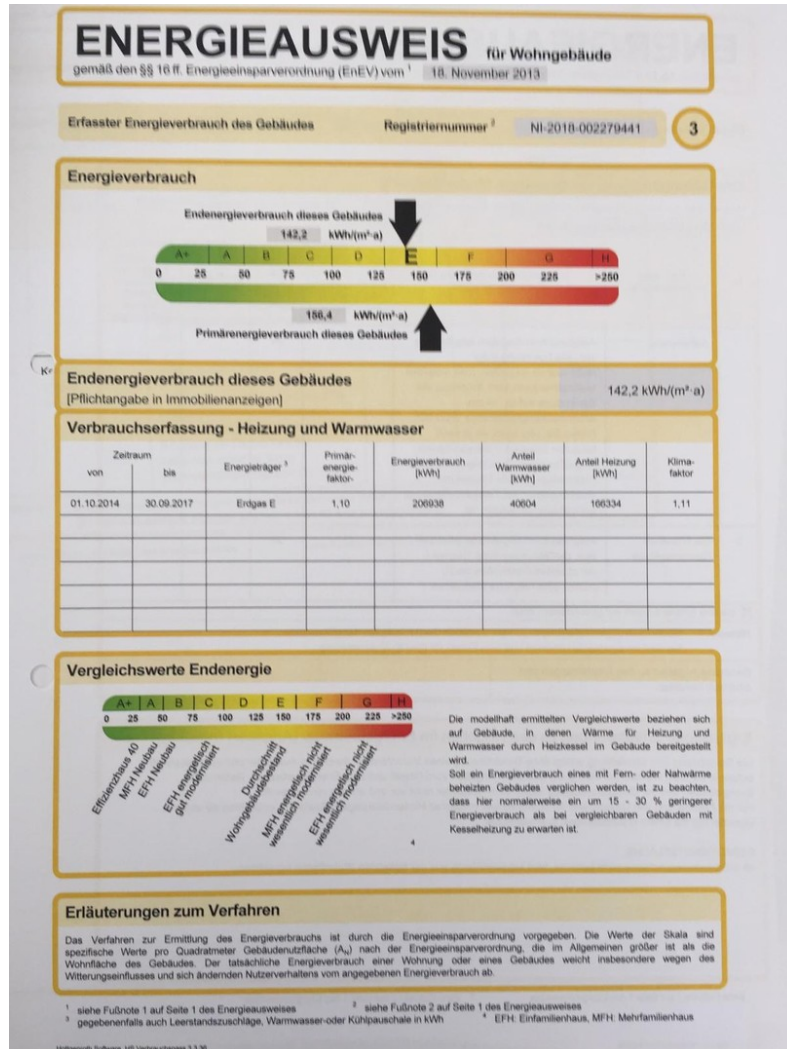 ENERGIEAUSWEIS für Wohngebäude
gemäß den §§ 16 ff. Energieeinsparverordnung (EnEV) vom ¹ 18. November 2013
Erfasster Energieverbrauch des Gebäudes Registriernummer ² NI-2018-002279441 3
Energieverbrauch
Endenergieverbrauch dieses Gebäudes
142,2 kWh/(m²·a)
A+ A B C D E F G H
0 25 50 75 100 125 150 175 200 225 >250
156,4 kWh/(m²·a)
Primärenergieverbrauch dieses Gebäudes
Endenergieverbrauch dieses Gebäudes
[Pflichtangabe in Immobilienanzeigen]
142,2 kWh/(m²·a)
Verbrauchserfassung - Heizung und Warmwasser
Zeitraum
von bis
Energieträger ³
Primär-
energie-
faktor-
Energieverbrauch
[kWh]
Anteil
Warmwasser
[kWh]
Anteil Heizung
[kWh]
Klima-
faktor
01.10.2014 30.09.2017 Erdgas E 1,10 206938 40604 166334 1,11
Vergleichswerte Endenergie
A+ A B C D E F G H
0 25 50 75 100 125 150 175 200 225 >250
Effizienzhaus 40
MFH Neubau
EFH Neubau
EFH energetisch
gut modernisiert
Durchschnitt
Wohngebäudebestand
MFH energetisch nicht
wesentlich modernisiert
EFH energetisch nicht
wesentlich modernisiert
4
Die modellhaft ermittelten Vergleichswerte beziehen sich
auf Gebäude, in denen Wärme für Heizung und
Warmwasser durch Heizkessel im Gebäude bereitgestellt
wird.
Soll ein Energieverbrauch eines mit Fern- oder Nahwärme
beheizten Gebäudes verglichen werden, ist zu beachten,
dass hier normalerweise ein um 15 - 30 % geringerer
Energieverbrauch als bei vergleichbaren Gebäuden mit
Kesselheizung zu erwarten ist.
Erläuterungen zum Verfahren
Das Verfahren zur Ermittlung des Energieverbrauchs ist durch die Energieeinsparverordnung vorgegeben. Die Werte der Skala sind
spezifische Werte pro Quadratmeter Gebäudenutzfläche (A_N) nach der Energieeinsparverordnung, die im Allgemeinen größer ist als die
Wohnfläche des Gebäudes. Der tatsächliche Energieverbrauch einer Wohnung oder eines Gebäudes weicht insbesondere wegen des
Witterungseinflusses und sich ändernden Nutzerverhaltens vom angegebenen Energieverbrauch ab.
¹ siehe Fußnote 1 auf Seite 1 des Energieausweises ² siehe Fußnote 2 auf Seite 1 des Energieausweises
³ gegebenenfalls auch Leerstandszuschläge, Warmwasser-oder Kühlpauschale in kWh ⁴ EFH: Einfamilienhaus, MFH: Mehrfamilienhaus